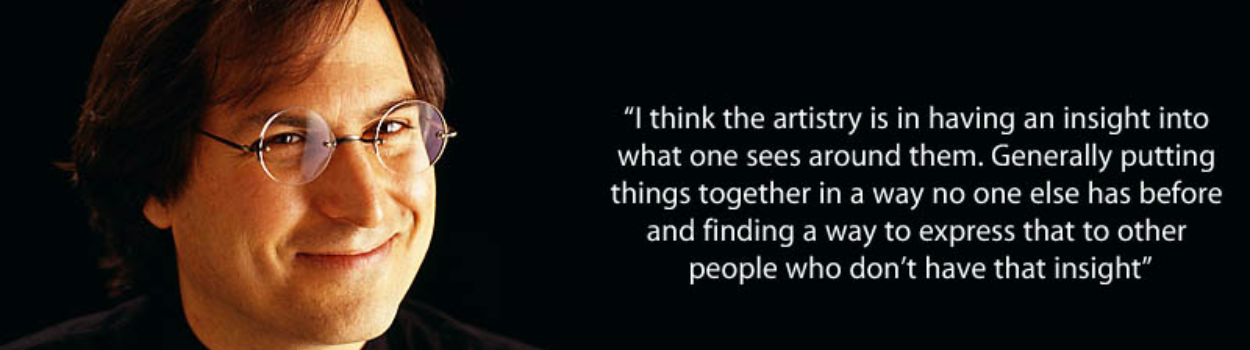 “I think the artistry is in having an insight into
what one sees around them. Generally putting
things together in a way no one else has before
and finding a way to express that to other
people who don’t have that insight”